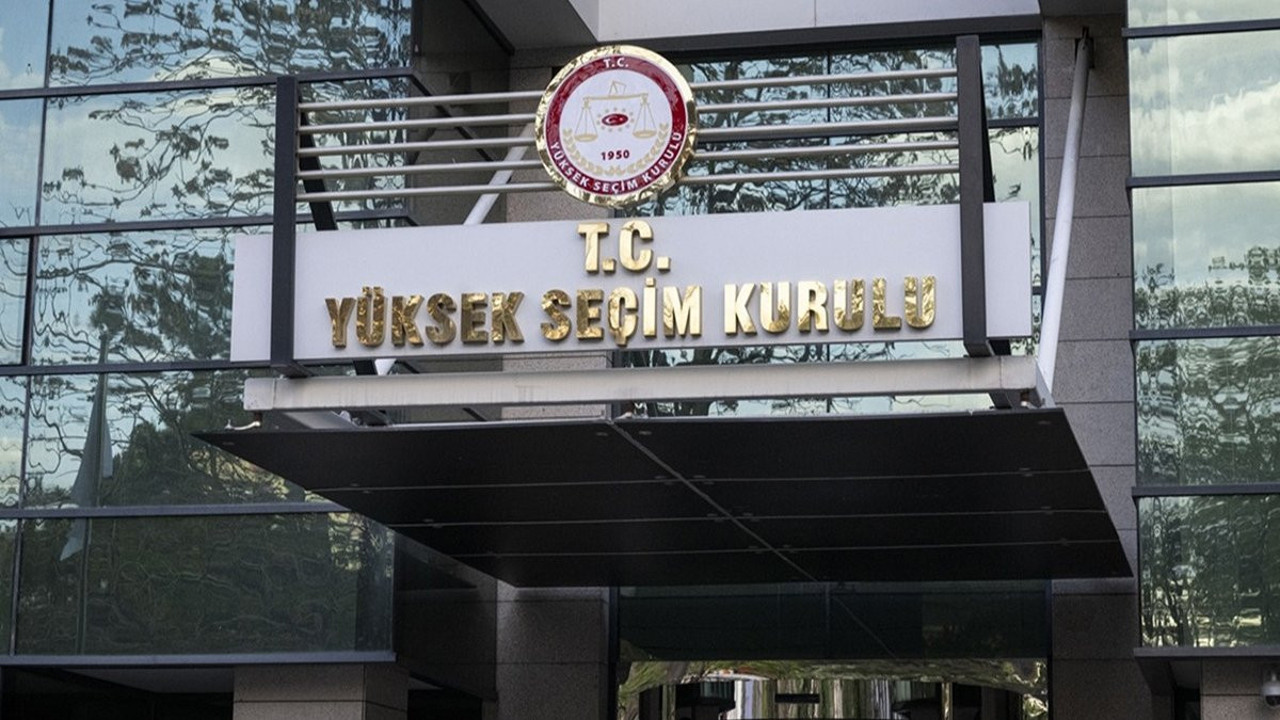 T.C.
1950
YÜKSEK SEÇİM KURULU
T.C.
YÜKSEK SEÇİM KURULU